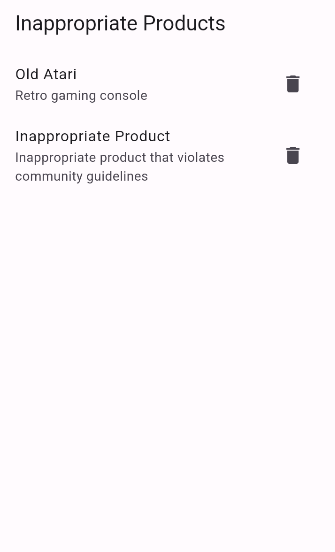 Inappropriate Products
Old Atari
Retro gaming console
Inappropriate Product
Inappropriate product that violates
community guidelines